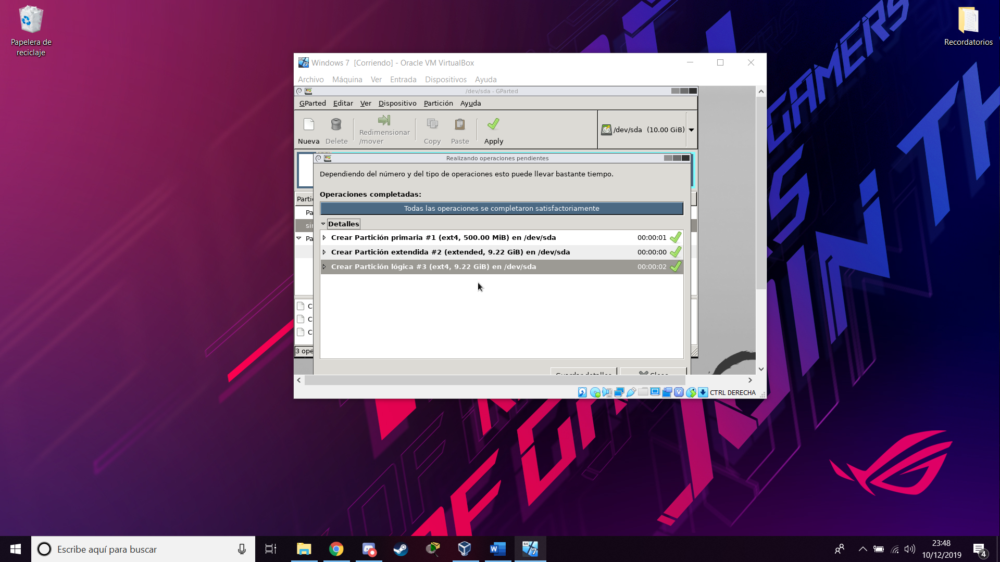 Papelera de
reciclaje
Recordatorios
Windows 7 [Corriendo] - Oracle VM VirtualBox
Archivo Máquina Ver Entrada Dispositivos Ayuda
/dev/sda - GParted
GParted Editar Ver Dispositivo Partición Ayuda
Nueva Delete Redimensionar
/mover Copy Paste Apply
/dev/sda (10.00 GiB)
Realizando operaciones pendientes
Dependiendo del número y del tipo de operaciones esto puede llevar bastante tiempo.
Operaciones completadas:
Todas las operaciones se completaron satisfactoriamente
Detalles
Crear Partición primaria #1 (ext4, 500.00 MiB) en /dev/sda 00:00:01
Crear Partición extendida #2 (extended, 9.22 GiB) en /dev/sda 00:00:00
Crear Partición lógica #3 (ext4, 9.22 GiB) en /dev/sda 00:00:02
Partic
Pa
sin
Pa
C
C
C
3 ope
Guardar detalles Close
CTRL DERECHA
GAMERS
Escribe aquí para buscar
23:48
10/12/2019
4